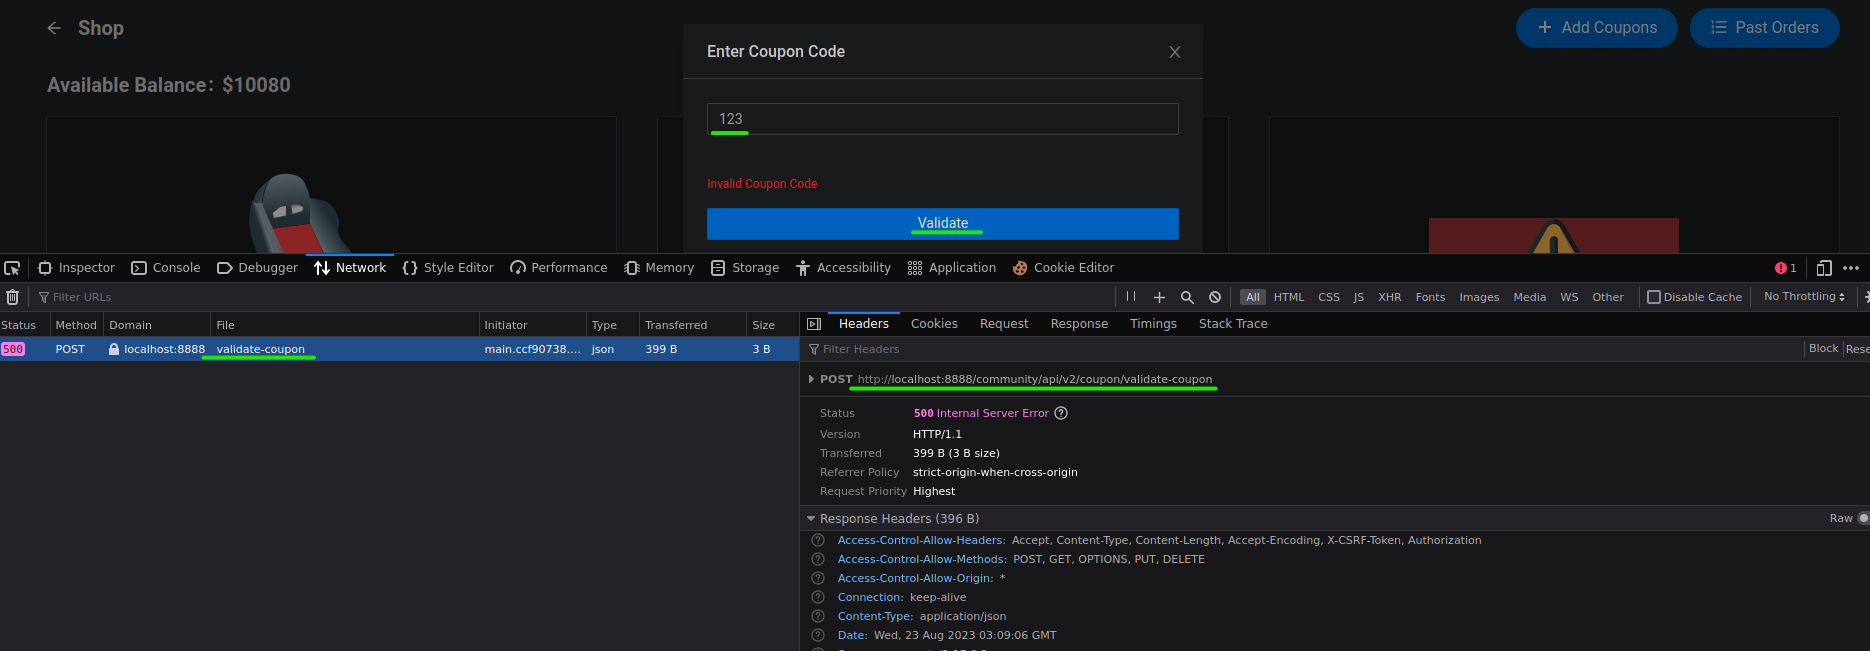 Shop
Add Coupons
Past Orders
Enter Coupon Code
Available Balance: $10080
123
Invalid Coupon Code
Validate
Inspector Console Debugger Network Style Editor Performance Memory Storage Accessibility Application Cookie Editor 1
Filter URLs All HTML CSS JS XHR Fonts Images Media WS Other Disable Cache No Throttling
Status Method Domain File Initiator Type Transferred Size
500 POST localhost:8888 validate-coupon main.ccf90738.... json 399 B 3 B
Headers Cookies Request Response Timings Stack Trace
Filter Headers Block Rese
POST http://localhost:8888/community/api/v2/coupon/validate-coupon
Status 500 Internal Server Error
Version HTTP/1.1
Transferred 399 B (3 B size)
Referrer Policy strict-origin-when-cross-origin
Request Priority Highest
Response Headers (396 B) Raw
Access-Control-Allow-Headers: Accept, Content-Type, Content-Length, Accept-Encoding, X-CSRF-Token, Authorization
Access-Control-Allow-Methods: POST, GET, OPTIONS, PUT, DELETE
Access-Control-Allow-Origin: *
Connection: keep-alive
Content-Type: application/json
Date: Wed, 23 Aug 2023 03:09:06 GMT